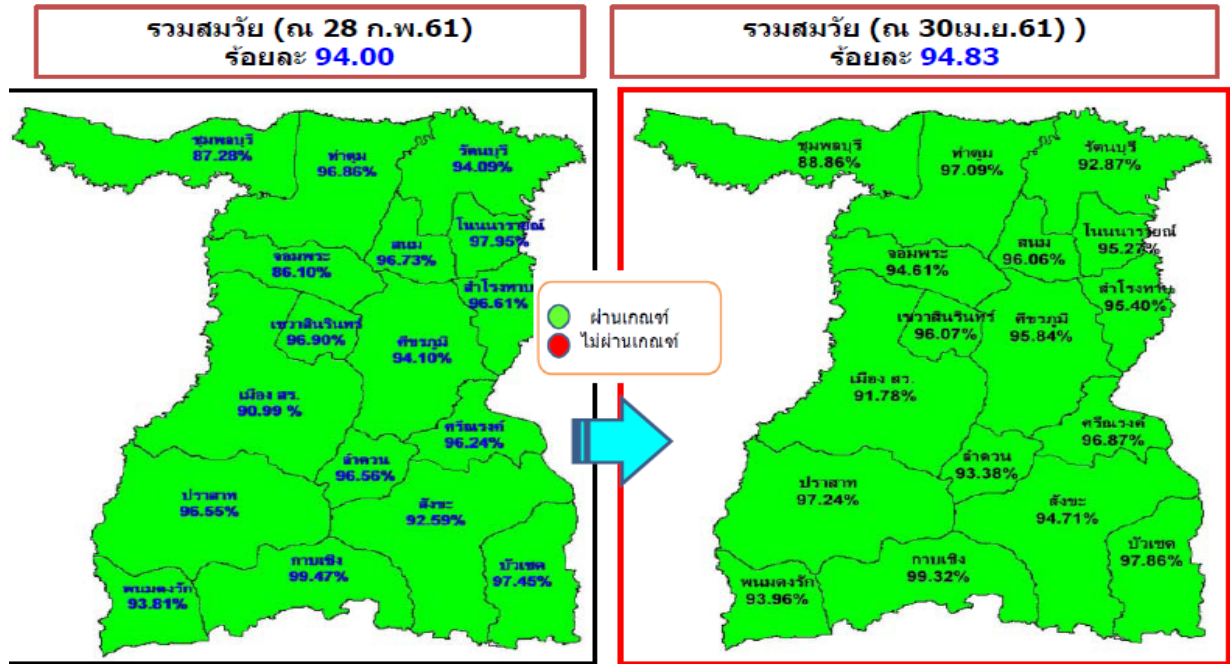 รวมสมวัย (ณ 28 ก.พ.61)
ร้อยละ 94.00
รวมสมวัย (ณ 30เม.ย.61) )
ร้อยละ 94.83
ชุมพลบุรี
87.28%
ท่าตูม
96.86%
รัตนบุรี
94.09%
โนนนารายณ์
97.95%
สนม
96.73%
จอมพระ
86.10%
สำโรงทาบ
96.61%
เขวาสินรินทร์
96.90%
ศีขรภูมิ
94.10%
เมือง สร.
90.99 %
ศรีณรงค์
96.24%
ลำดวน
96.56%
ปราสาท
96.55%
สังขะ
92.59%
กาบเชิง
99.47%
บัวเชด
97.45%
พนมดงรัก
93.81%
ผ่านเกณฑ์
ไม่ผ่านเกณฑ์
ชุมพลบุรี
88.86%
ท่าตูม
97.09%
รัตนบุรี
92.87%
โนนนารายณ์
95.27%
สนม
96.06%
จอมพระ
94.61%
สำโรงทาบ
95.40%
เขวาสินรินทร์
96.07%
ศีขรภูมิ
95.84%
เมือง สร.
91.78%
ศรีณรงค์
96.87%
ลำดวน
93.38%
ปราสาท
97.24%
สังขะ
94.71%
กาบเชิง
99.32%
บัวเชด
97.86%
พนมดงรัก
93.96%